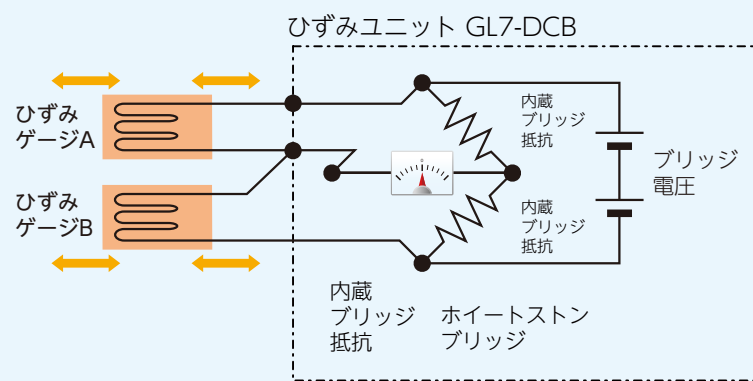 ひずみユニット GL7-DCB
ひずみ
ゲージA
ひずみ
ゲージB
内蔵
ブリッジ
抵抗
内蔵
ブリッジ
抵抗
ブリッジ
電圧
内蔵
ブリッジ
抵抗
ホイートストン
ブリッジ
0